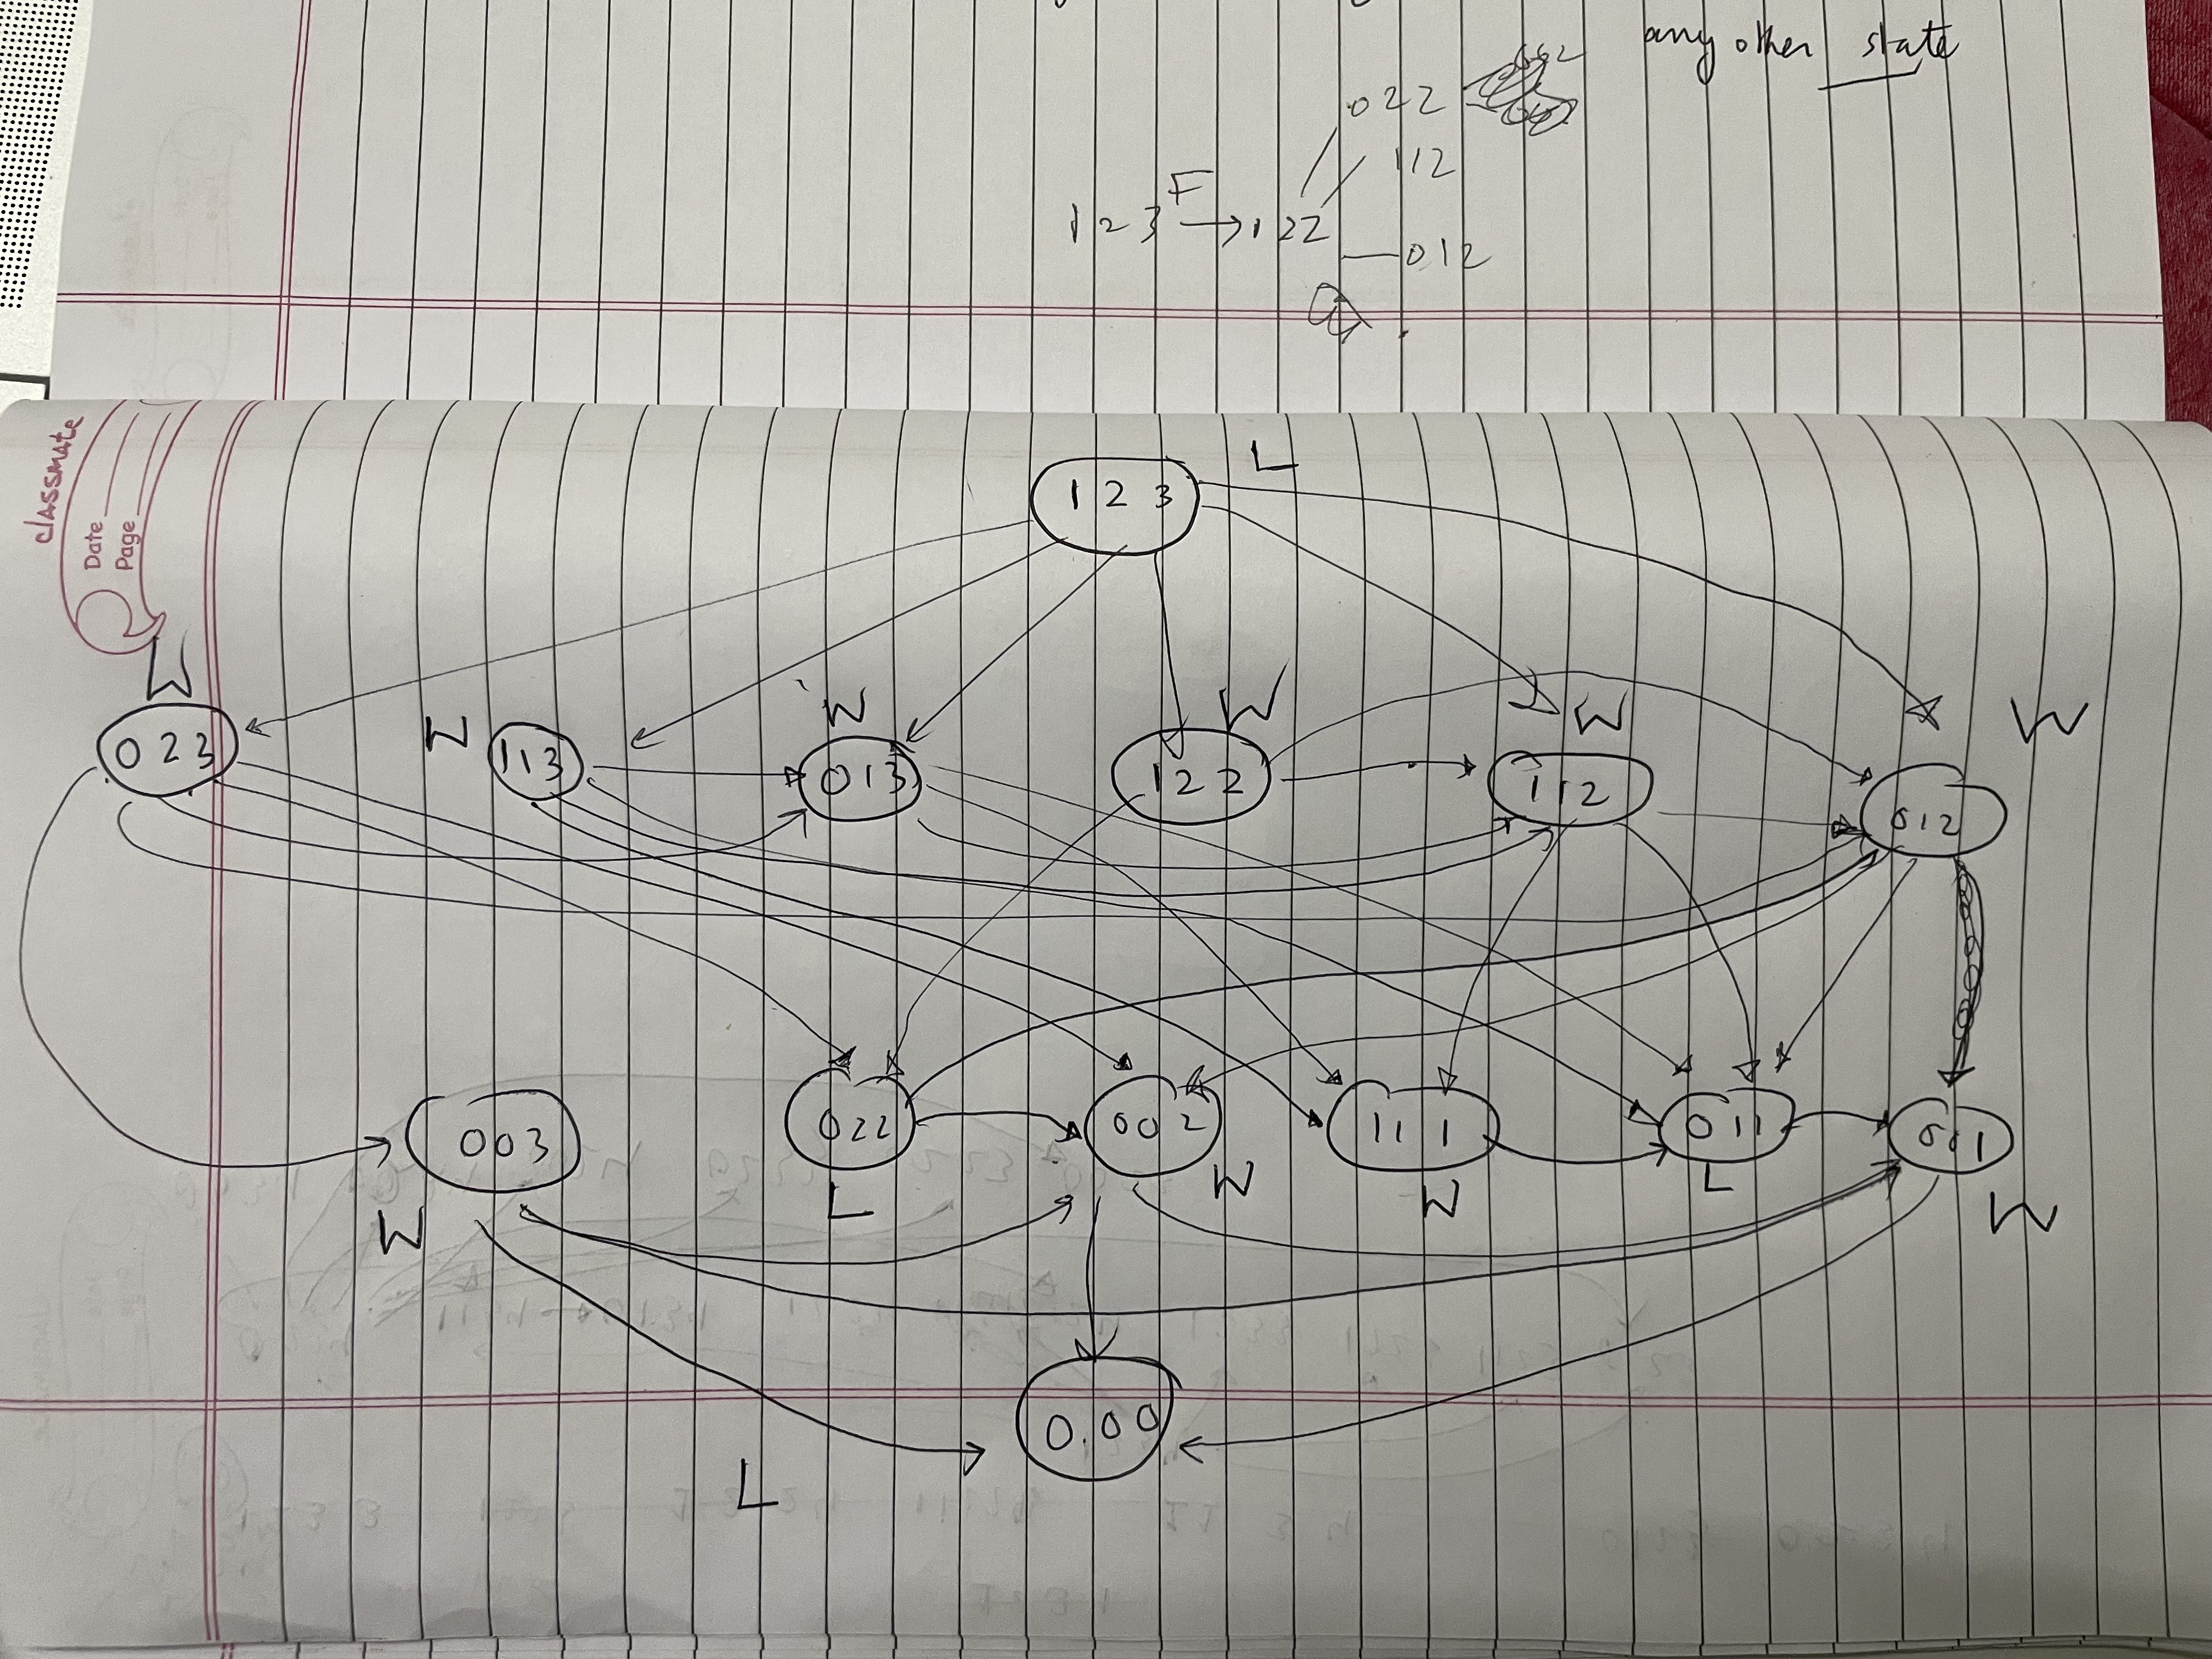 classmate
Date
Page
any other state
022
112
123 F → 122
012
L
123
W W W W W W
023 113 013 122 112 012
003 022 002 111 011 001
W L W W L W
000
L